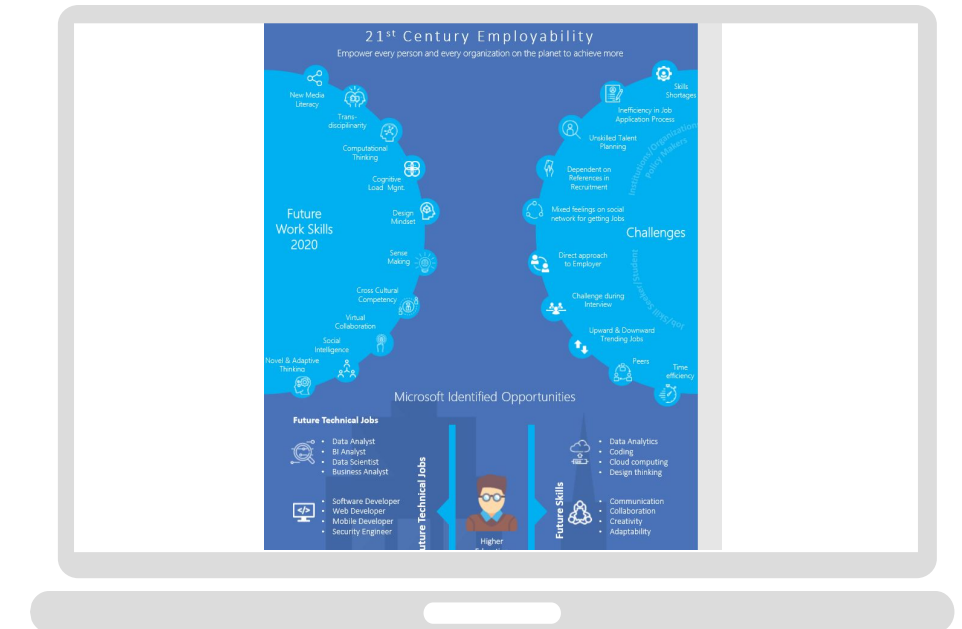 21st Century Employability
Empower every person and every organization on the planet to achieve more
New Media
Literacy
Trans-
disciplinarity
Computational
Thinking
Cognitive
Load Mgnt.
Design
Mindset
Sense
Making
Cross Cultural
Competency
Virtual
Collaboration
Social
Intelligence
Novel & Adaptive
Thinking
Future
Work Skills
2020
Skills
Shortages
Inefficiency in Job
Application Process
Unskilled Talent
Planning
Dependent on
References in
Recruitment
Mixed feelings on social
network for getting Jobs
Direct approach
to Employer
Challenge during
Interview
Upward & Downward
Trending Jobs
Peers
Time
efficiency
Challenges
Institutions/Organization
Policy Makers
Job/Skill Seeker/Student
Microsoft Identified Opportunities
Future Technical Jobs
• Data Analyst
• BI Analyst
• Data Scientist
• Business Analyst
• Software Developer
• Web Developer
• Mobile Developer
• Security Engineer
Future Technical Jobs
Higher
Future Skills
• Data Analytics
• Coding
• Cloud computing
• Design thinking
• Communication
• Collaboration
• Creativity
• Adaptability